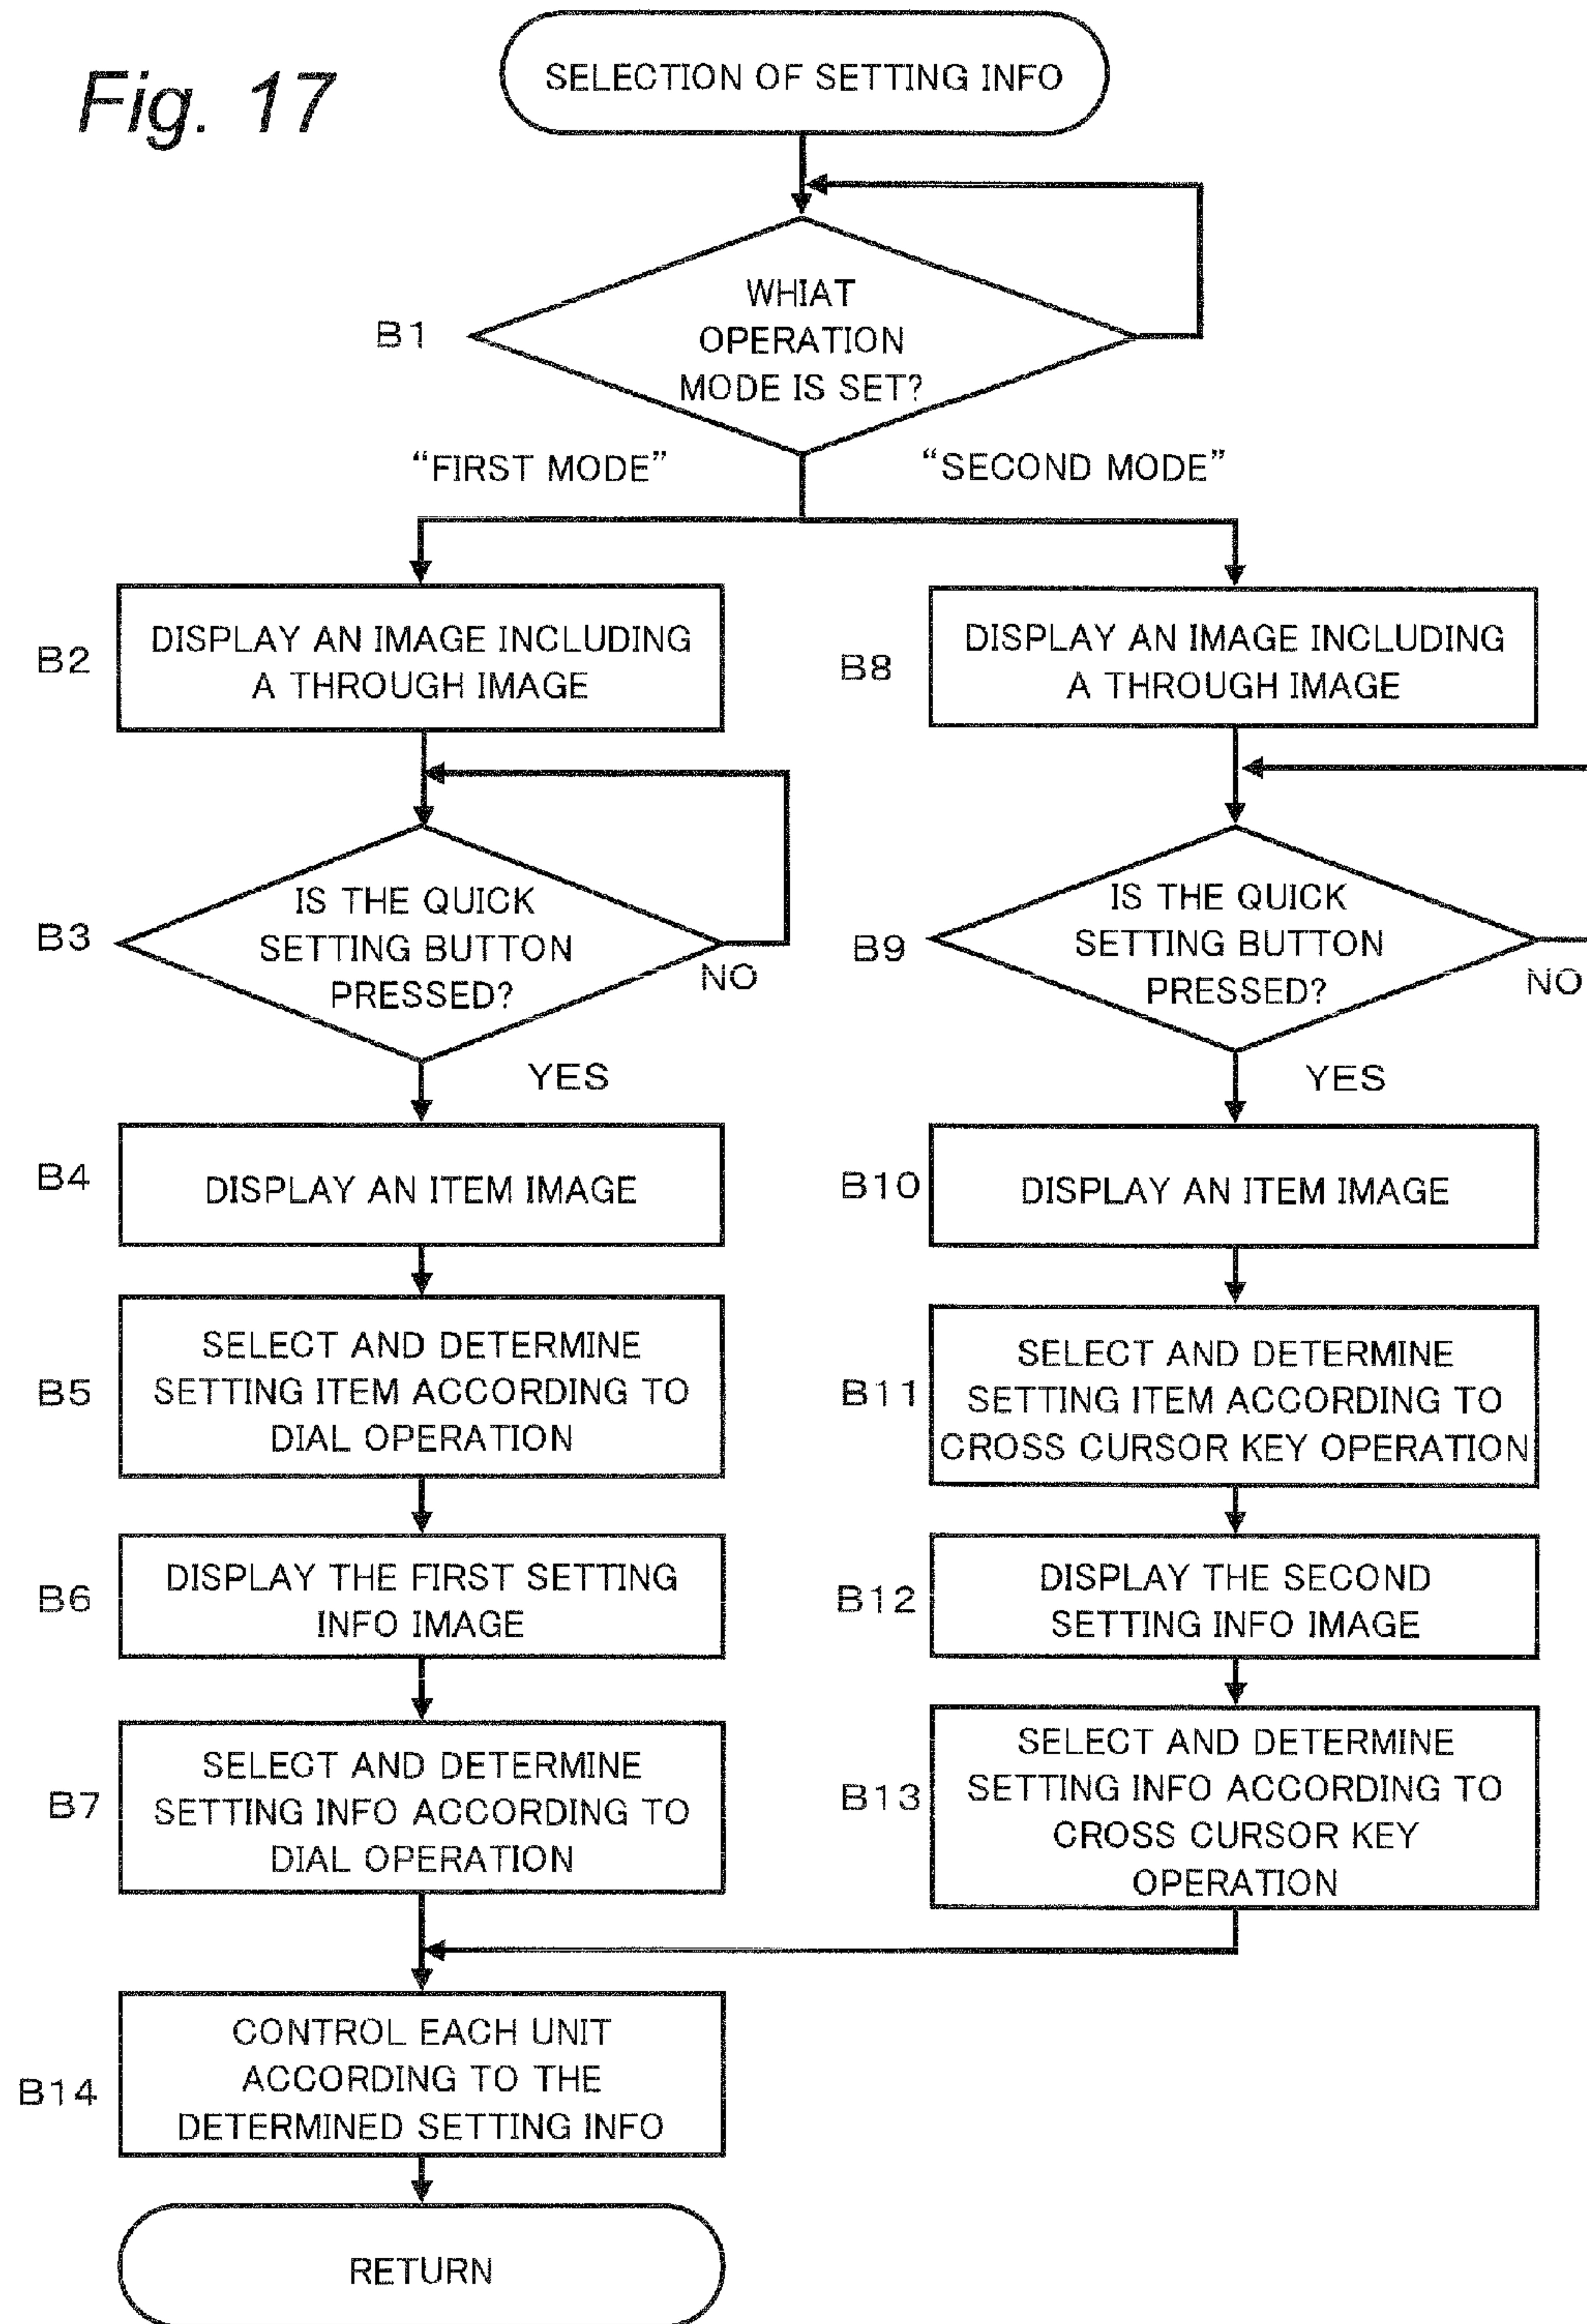 Fig. 17
SELECTION OF SETTING INFO
B1
WHIAT
OPERATION
MODE IS SET?
“FIRST MODE”
“SECOND MODE”
B2
DISPLAY AN IMAGE INCLUDING
A THROUGH IMAGE
B3
IS THE QUICK
SETTING BUTTON
PRESSED?
NO
YES
B4
DISPLAY AN ITEM IMAGE
B5
SELECT AND DETERMINE
SETTING ITEM ACCORDING TO
DIAL OPERATION
B6
DISPLAY THE FIRST SETTING
INFO IMAGE
B7
SELECT AND DETERMINE
SETTING INFO ACCORDING TO
DIAL OPERATION
B8
DISPLAY AN IMAGE INCLUDING
A THROUGH IMAGE
B9
IS THE QUICK
SETTING BUTTON
PRESSED?
NO
YES
B10
DISPLAY AN ITEM IMAGE
B11
SELECT AND DETERMINE
SETTING ITEM ACCORDING TO
CROSS CURSOR KEY OPERATION
B12
DISPLAY THE SECOND
SETTING INFO IMAGE
B13
SELECT AND DETERMINE
SETTING INFO ACCORDING TO
CROSS CURSOR KEY
OPERATION
B14
CONTROL EACH UNIT
ACCORDING TO THE
DETERMINED SETTING INFO
RETURN